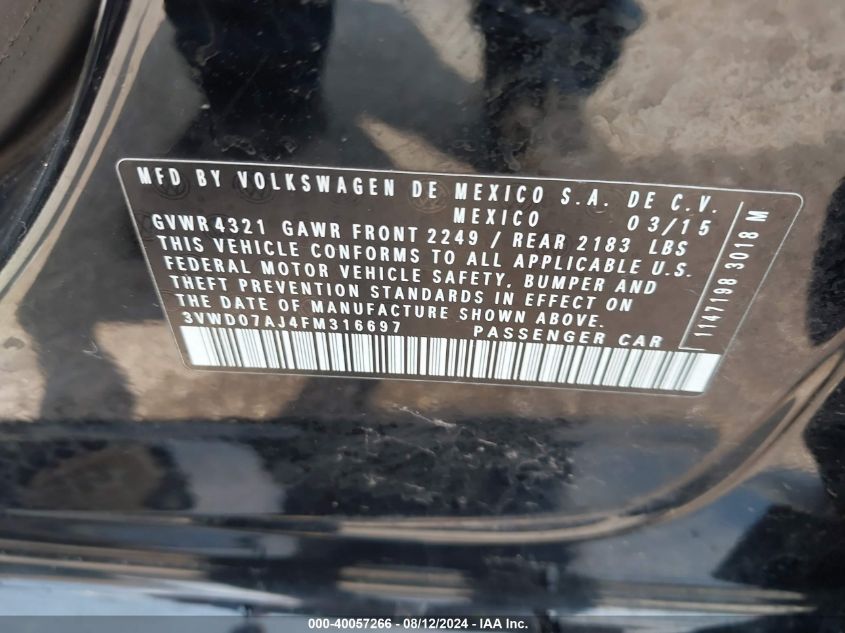 MFD BY VOLKSWAGEN DE MEXICO S.A. DE C.V.
MEXICO 03/15
GVWR 4321 GAWR FRONT 2249 / REAR 2183 LBS
THIS VEHICLE CONFORMS TO ALL APPLICABLE U.S.
FEDERAL MOTOR VEHICLE SAFETY, BUMPER AND
THEFT PREVENTION STANDARDS IN EFFECT ON
THE DATE OF MANUFACTURE SHOWN ABOVE.
3VWD07AJ4FM316697 PASSENGER CAR
1147198 3018 M
000-40057266 - 08/12/2024 - IAA Inc.